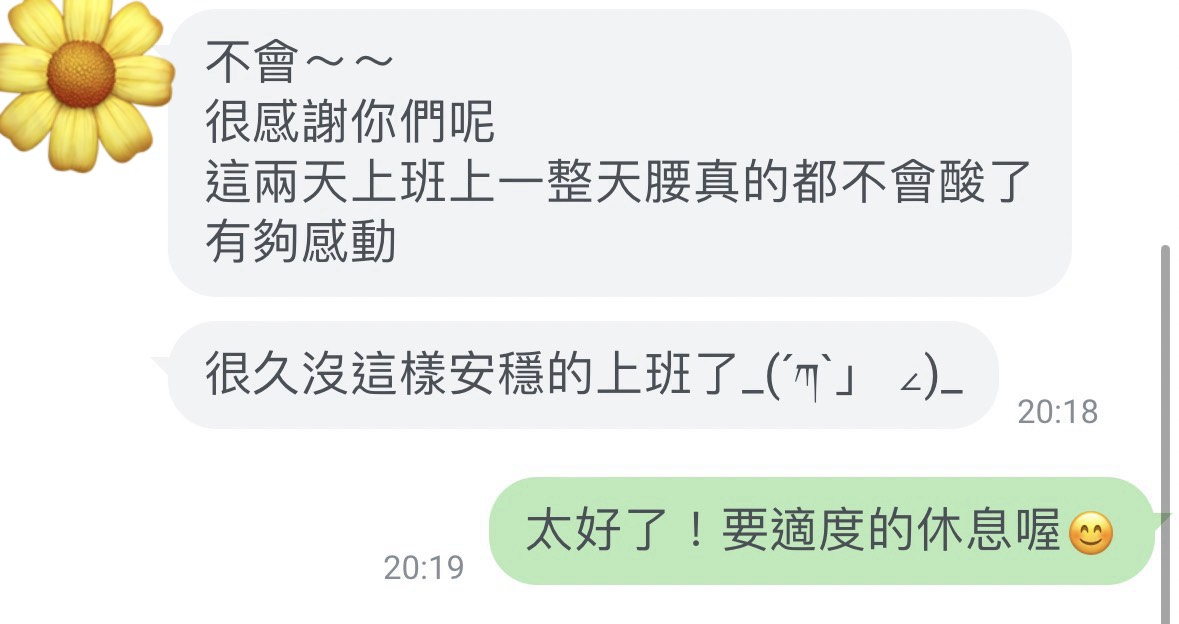 不會～～
很感謝你們呢
這兩天上班上一整天腰真的都不會酸了
有夠感動
很久沒這樣安穩的上班了_(´ཀ`」 ∠)_
20:18
太好了！要適度的休息喔😊
20:19